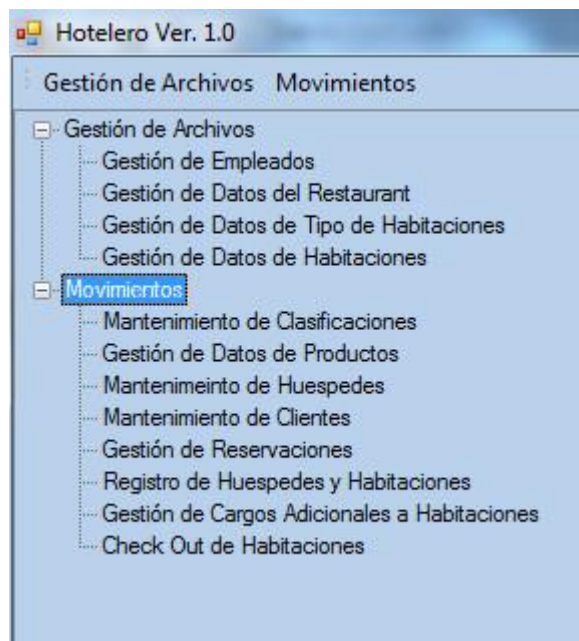 Hotelero Ver. 1.0
Gestión de Archivos Movimientos
Gestión de Archivos
Gestión de Empleados
Gestión de Datos del Restaurant
Gestión de Datos de Tipo de Habitaciones
Gestión de Datos de Habitaciones
Movimientos
Mantenimiento de Clasificaciones
Gestión de Datos de Productos
Mantenimeinto de Huespedes
Mantenimiento de Clientes
Gestión de Reservaciones
Registro de Huespedes y Habitaciones
Gestión de Cargos Adicionales a Habitaciones
Check Out de Habitaciones